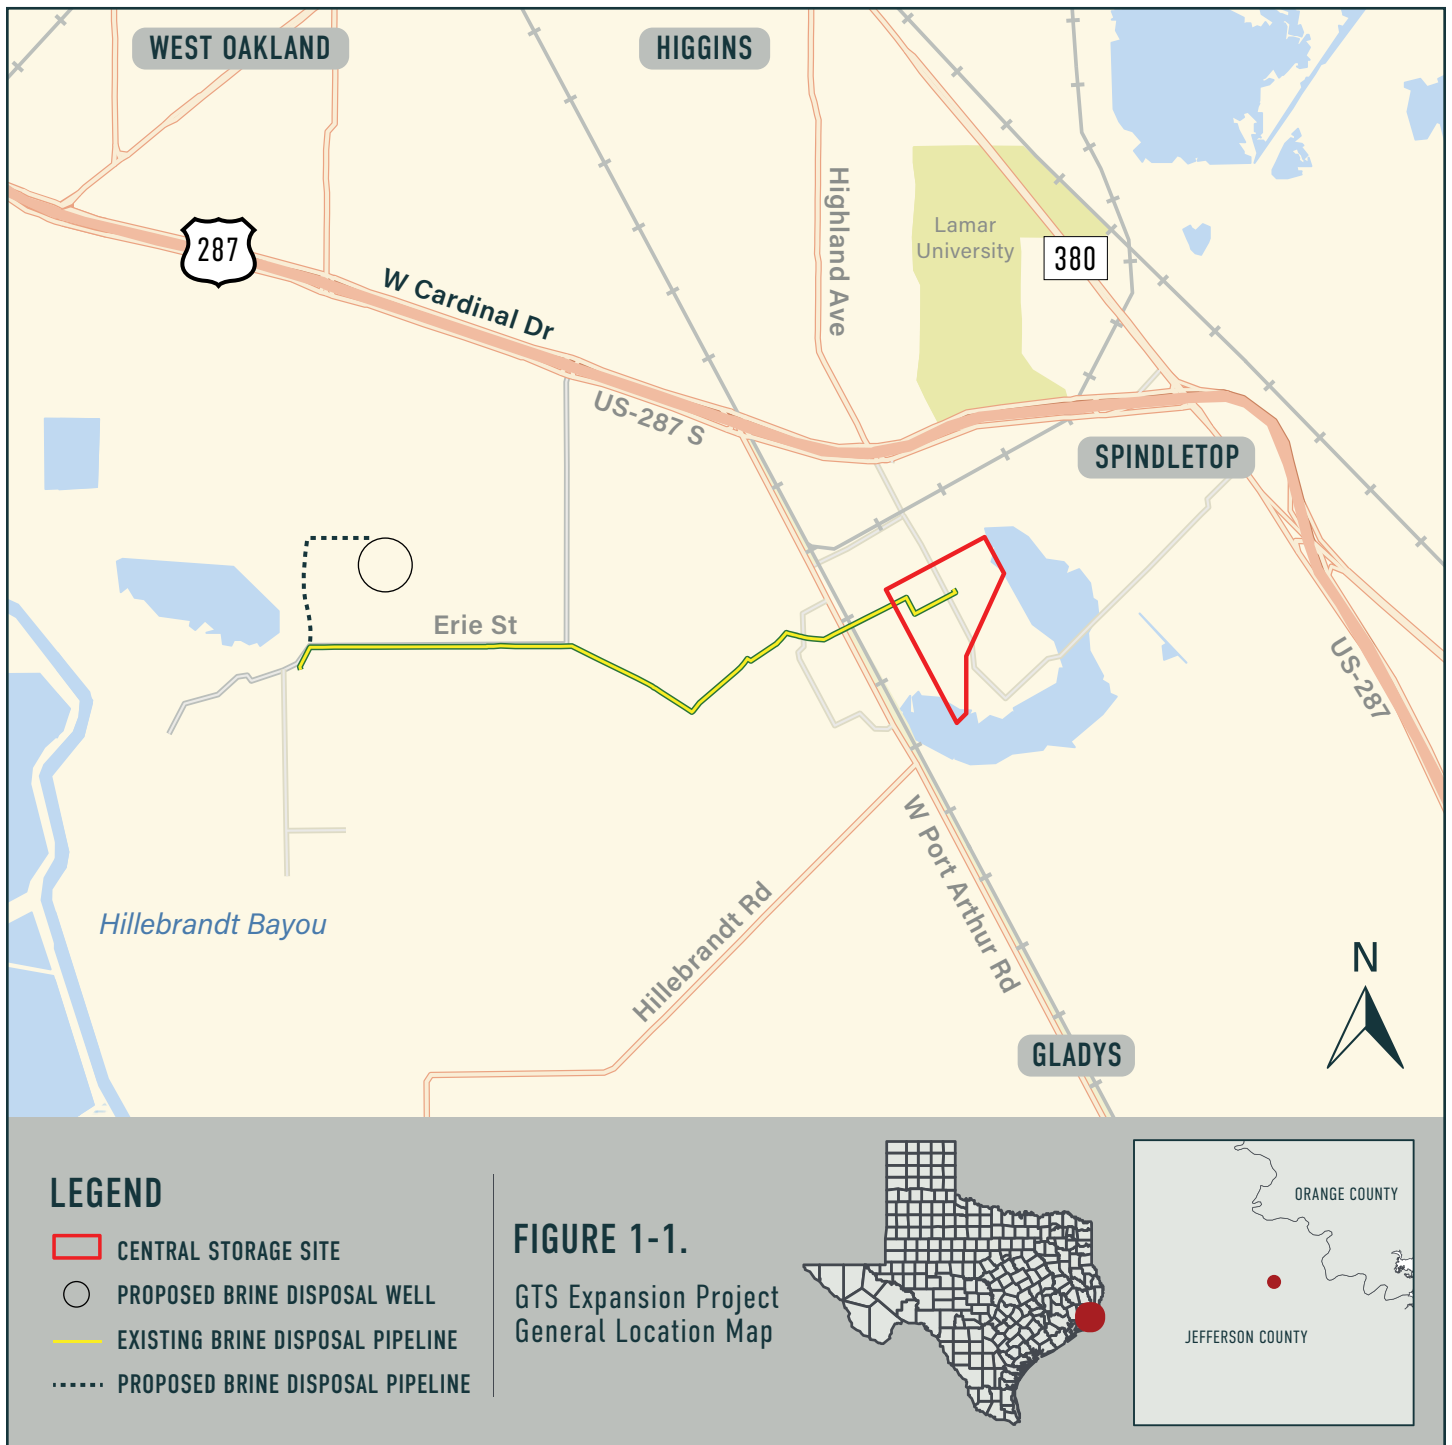 WEST OAKLAND
HIGGINS
Highland Ave
Lamar
University
380
287
W Cardinal Dr
US-287 S
SPINDLETOP
Erie St
US-287
W Port Arthur Rd
Hillebrandt Rd
Hillebrandt Bayou
N
GLADYS
LEGEND
CENTRAL STORAGE SITE
PROPOSED BRINE DISPOSAL WELL
EXISTING BRINE DISPOSAL PIPELINE
PROPOSED BRINE DISPOSAL PIPELINE
FIGURE 1-1.
GTS Expansion Project
General Location Map
ORANGE COUNTY
JEFFERSON COUNTY